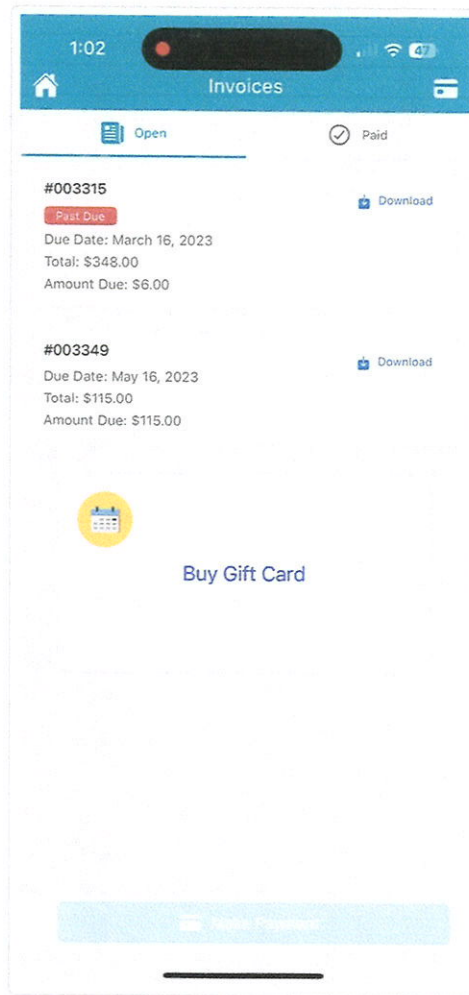 1:02
47
Invoices
Open
Paid
#003315
Download
Past Due
Due Date: March 16, 2023
Total: $348.00
Amount Due: $6.00
#003349
Download
Due Date: May 16, 2023
Total: $115.00
Amount Due: $115.00
Buy Gift Card